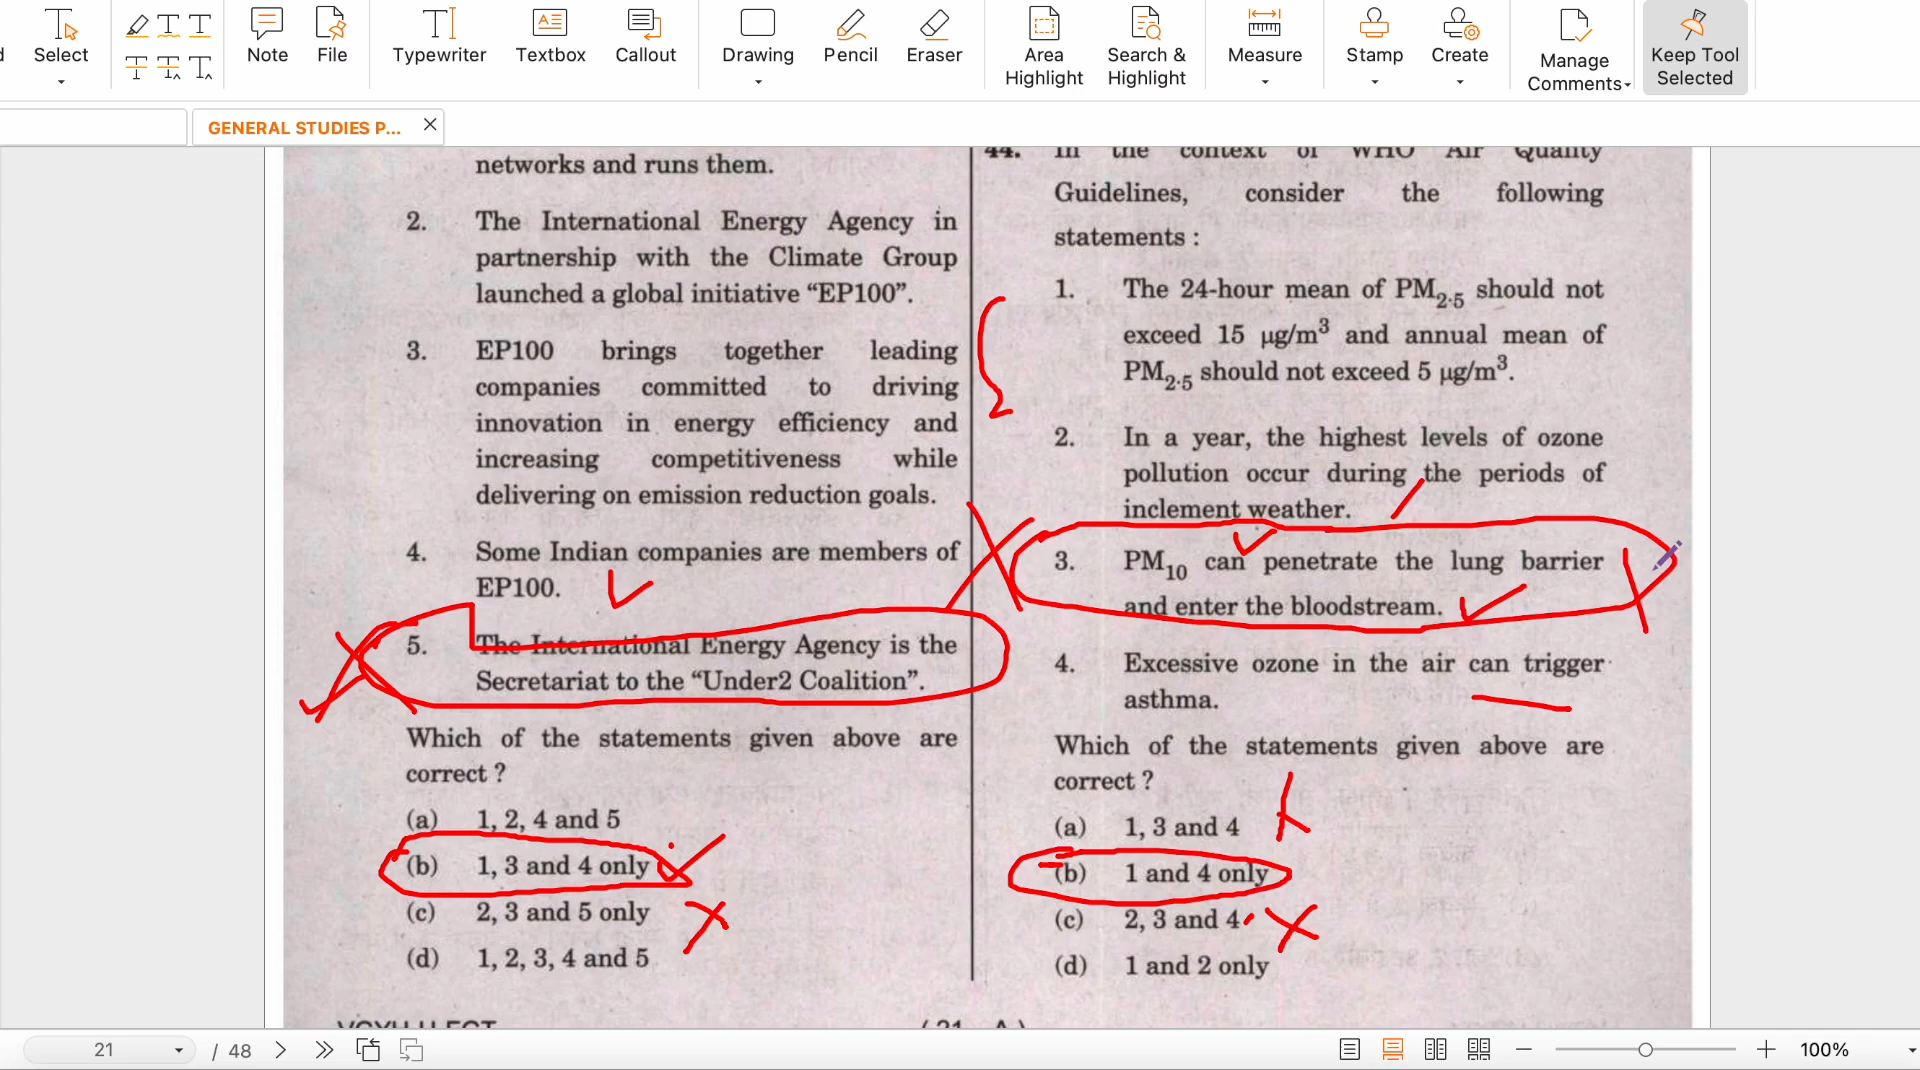 Select
Note
File
Typewriter
Textbox
Callout
Drawing
Pencil
Eraser
Area
Highlight
Search &
Highlight
Measure
Stamp
Create
Manage
Comments
Keep Tool
Selected
GENERAL STUDIES P...
networks and runs them.
2. The International Energy Agency in
partnership with the Climate Group
launched a global initiative “EP100”.
3. EP100 brings together leading
companies committed to driving
innovation in energy efficiency and
increasing competitiveness while
delivering on emission reduction goals.
4. Some Indian companies are members of
EP100.
5. The International Energy Agency is the
Secretariat to the “Under2 Coalition”.
Which of the statements given above are
correct ?
(a) 1, 2, 4 and 5
(b) 1, 3 and 4 only
(c) 2, 3 and 5 only
(d) 1, 2, 3, 4 and 5
44. In the context of WHO Air Quality
Guidelines, consider the following
statements :
1. The 24-hour mean of PM2·5 should not
exceed 15 μg/m³ and annual mean of
PM2·5 should not exceed 5 μg/m³.
2. In a year, the highest levels of ozone
pollution occur during the periods of
inclement weather.
3. PM10 can penetrate the lung barrier
and enter the bloodstream.
4. Excessive ozone in the air can trigger
asthma.
Which of the statements given above are
correct ?
(a) 1, 3 and 4
(b) 1 and 4 only
(c) 2, 3 and 4
(d) 1 and 2 only
21 / 48
100%